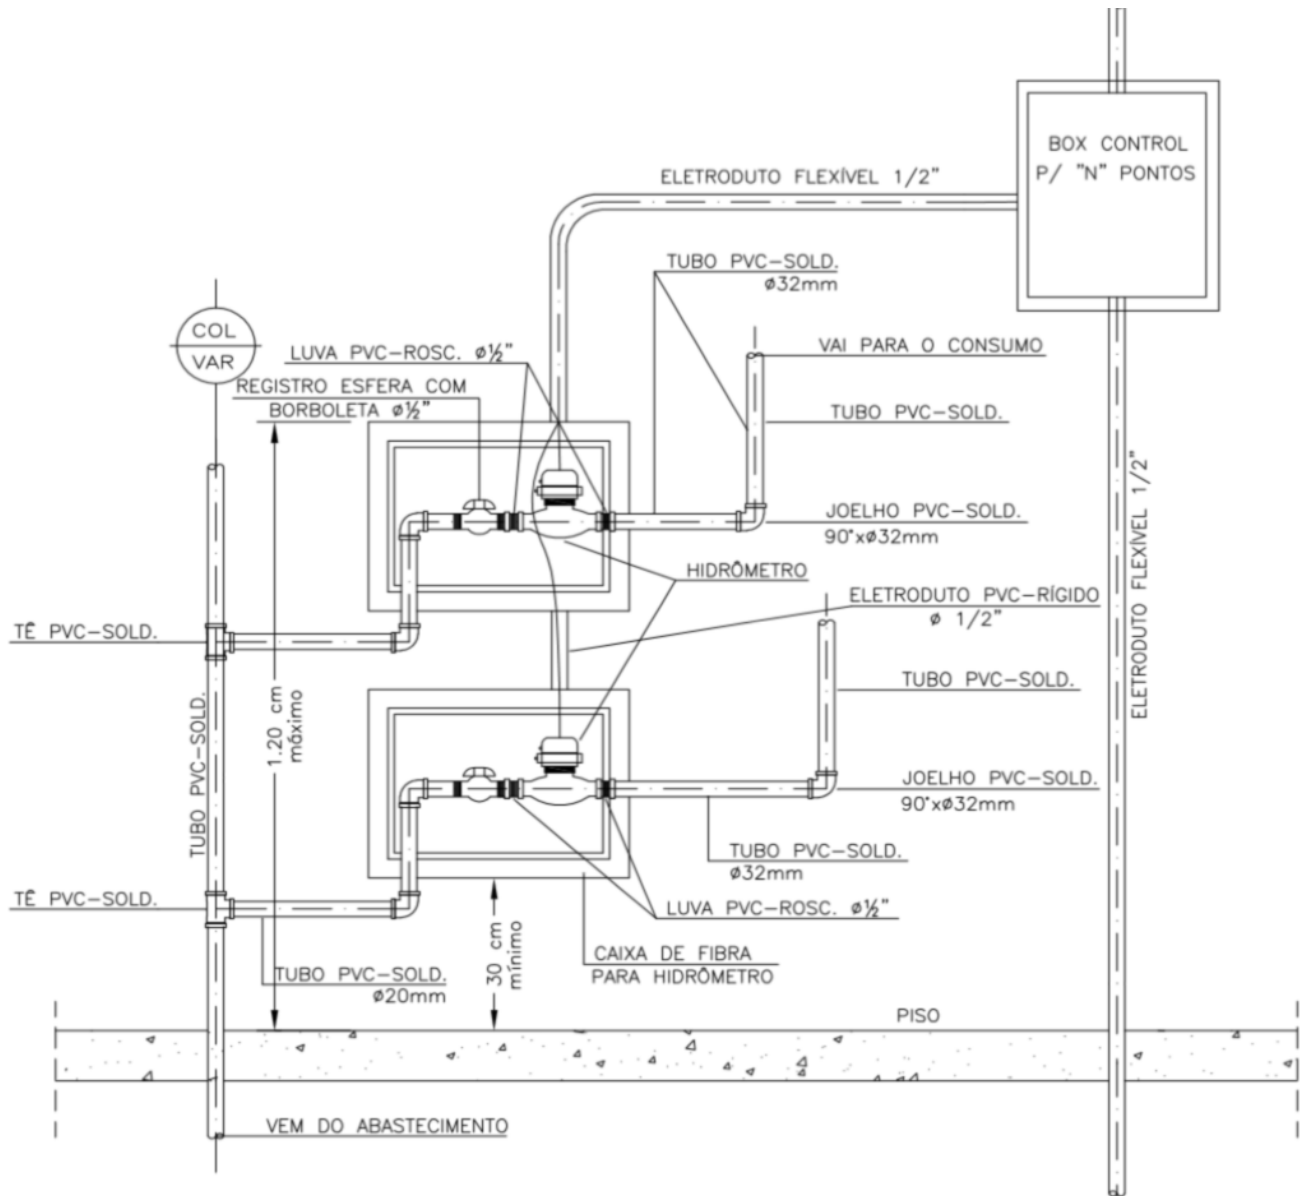 BOX CONTROL
P/ "N" PONTOS
ELETRODUTO FLEXÍVEL 1/2"
TUBO PVC-SOLD.
ø32mm
COL
VAR
LUVA PVC-ROSC. ø½"
VAI PARA O CONSUMO
REGISTRO ESFERA COM
BORBOLETA ø½"
TUBO PVC-SOLD.
ELETRODUTO FLEXÍVEL 1/2"
JOELHO PVC-SOLD.
90°xø32mm
HIDRÔMETRO
ELETRODUTO PVC-RÍGIDO
ø 1/2"
TÊ PVC-SOLD.
TUBO PVC-SOLD.
1.20 cm
máximo
TUBO PVC-SOLD.
JOELHO PVC-SOLD.
90°xø32mm
TUBO PVC-SOLD.
ø32mm
TÊ PVC-SOLD.
LUVA PVC-ROSC. ø½"
30 cm
mínimo
CAIXA DE FIBRA
PARA HIDRÔMETRO
TUBO PVC-SOLD.
ø20mm
PISO
VEM DO ABASTECIMENTO